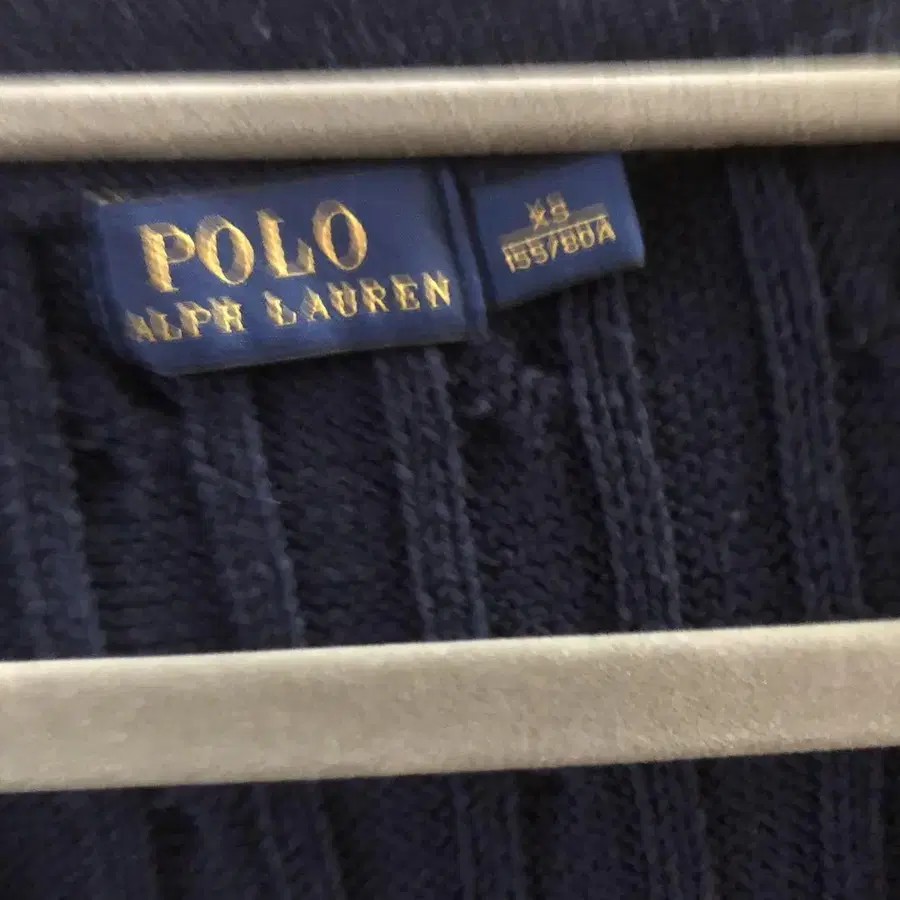 POLO
RALPH LAUREN
XS
155/80A